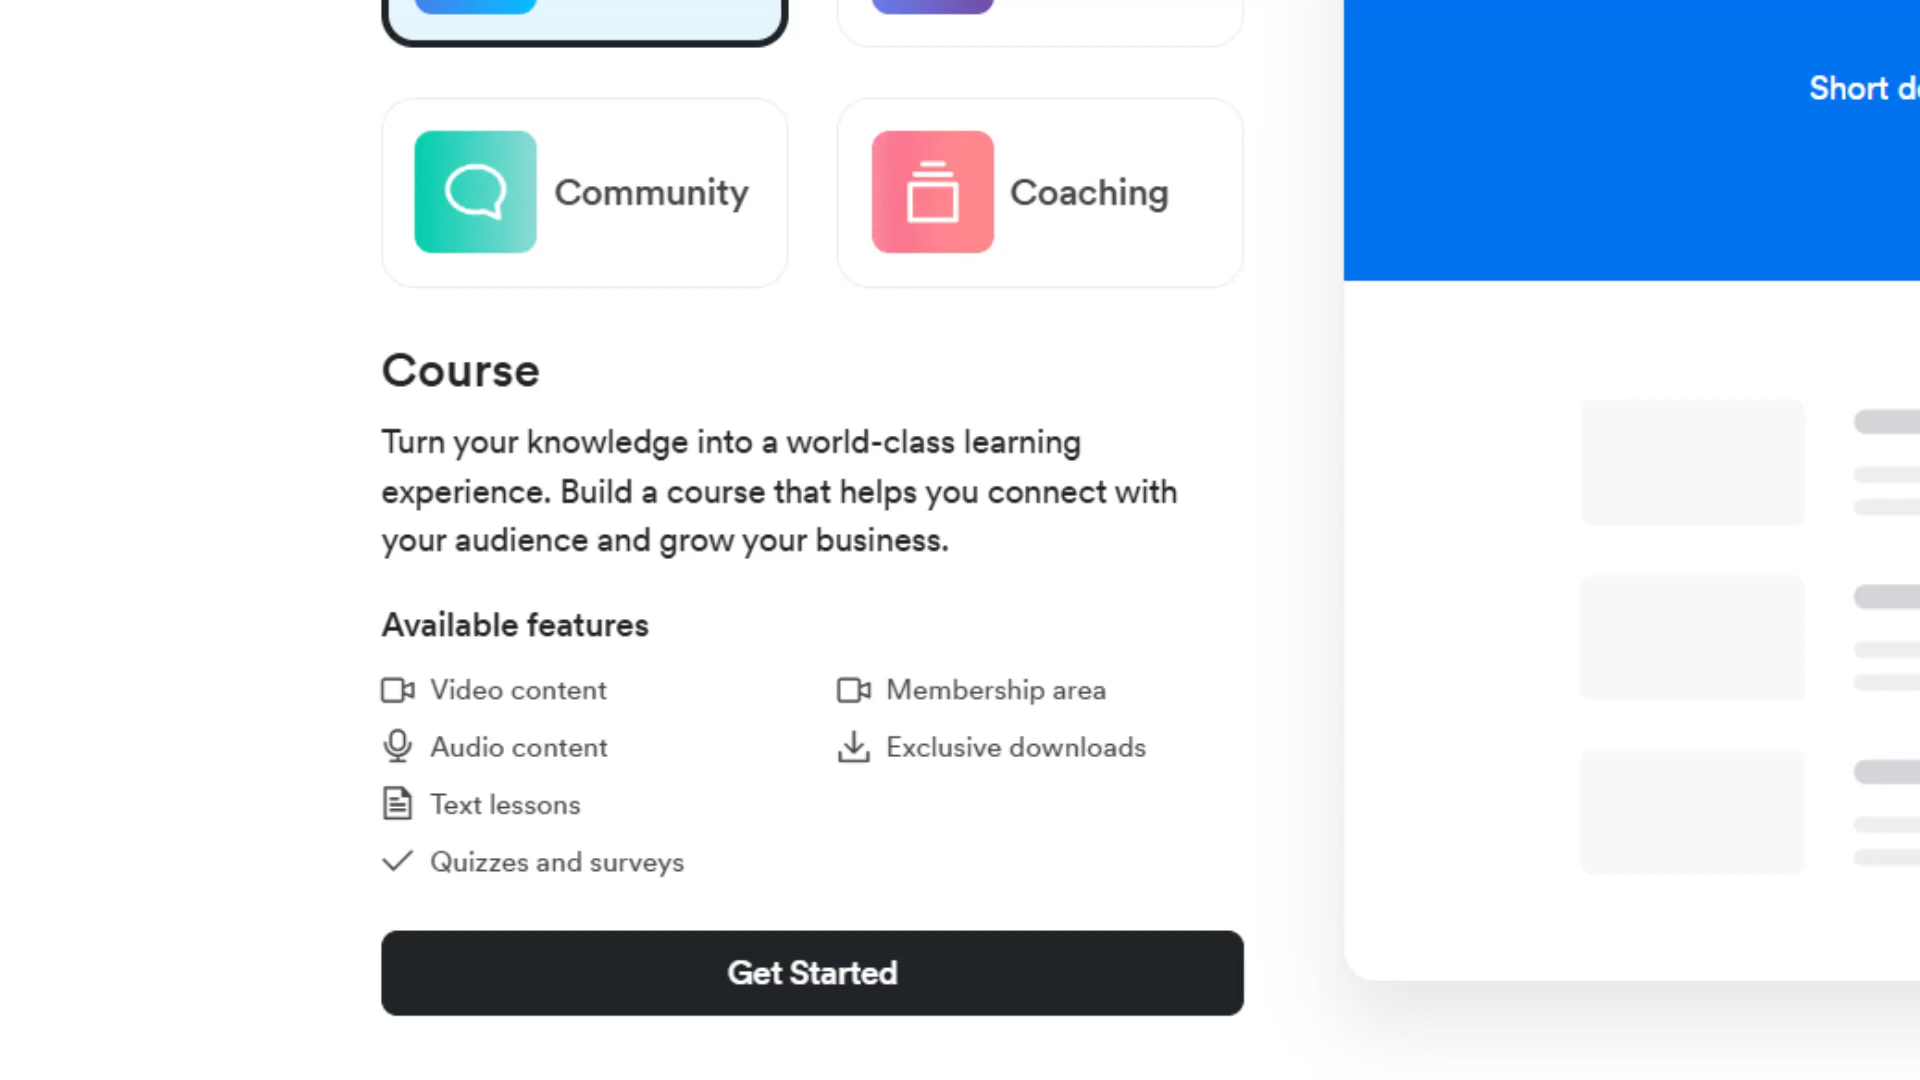 Short
Community
Coaching
Course
Turn your knowledge into a world-class learning
experience. Build a course that helps you connect with
your audience and grow your business.
Available features
Video content
Membership area
Audio content
Exclusive downloads
Text lessons
Quizzes and surveys
Get Started